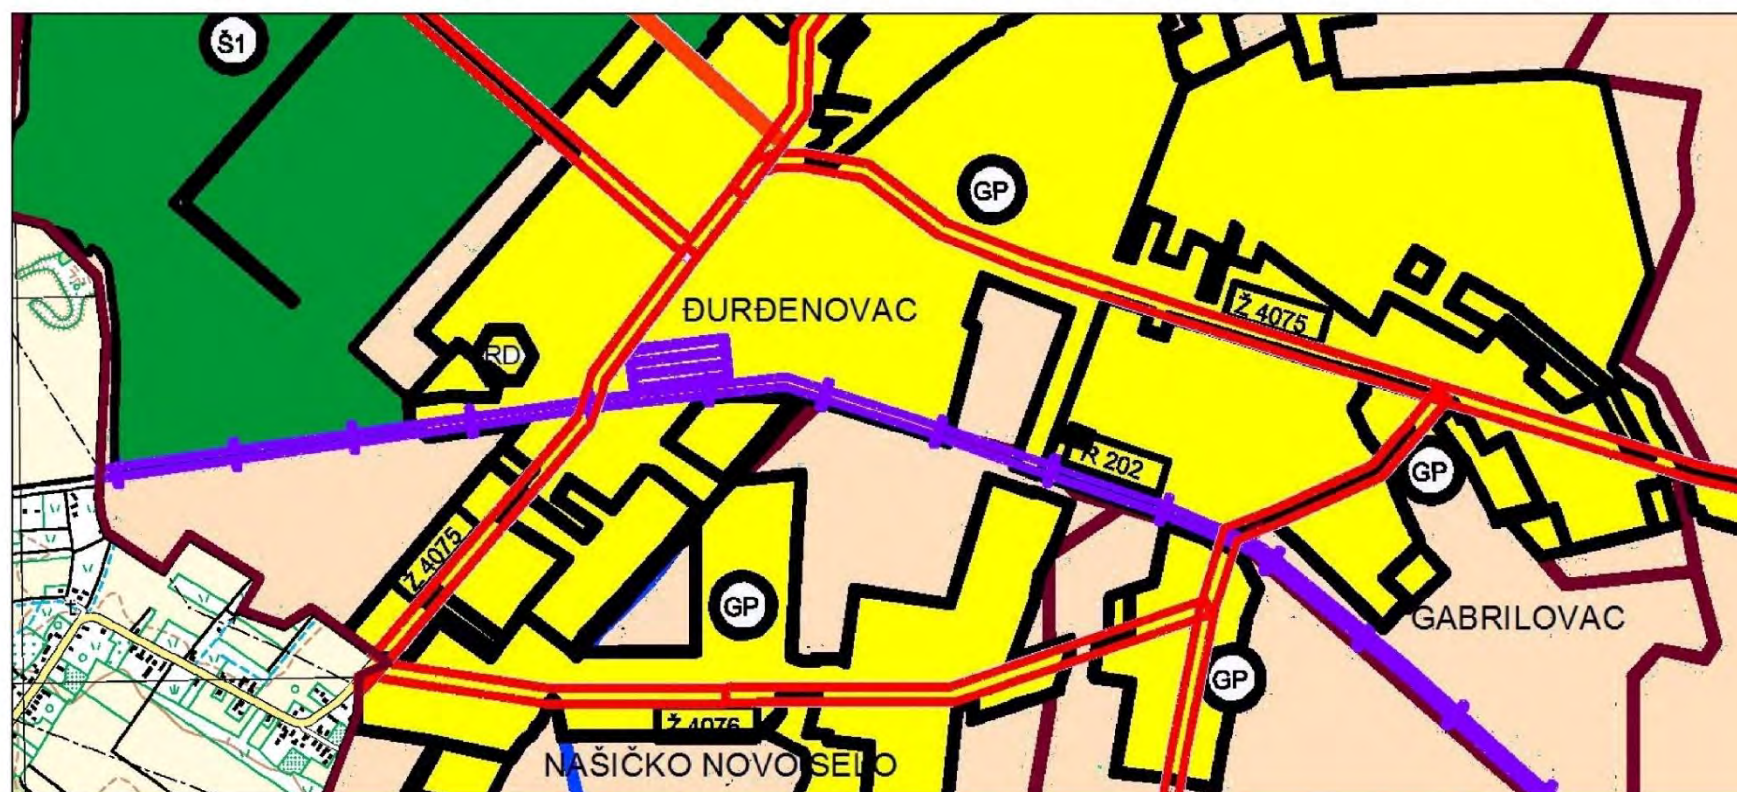 Š1
GP
ĐURĐENOVAC
Ž 4075
RD
R 202
GP
Ž 4075
GP
GABRILOVAC
GP
Ž 4076
NAŠIČKO NOVO SELO